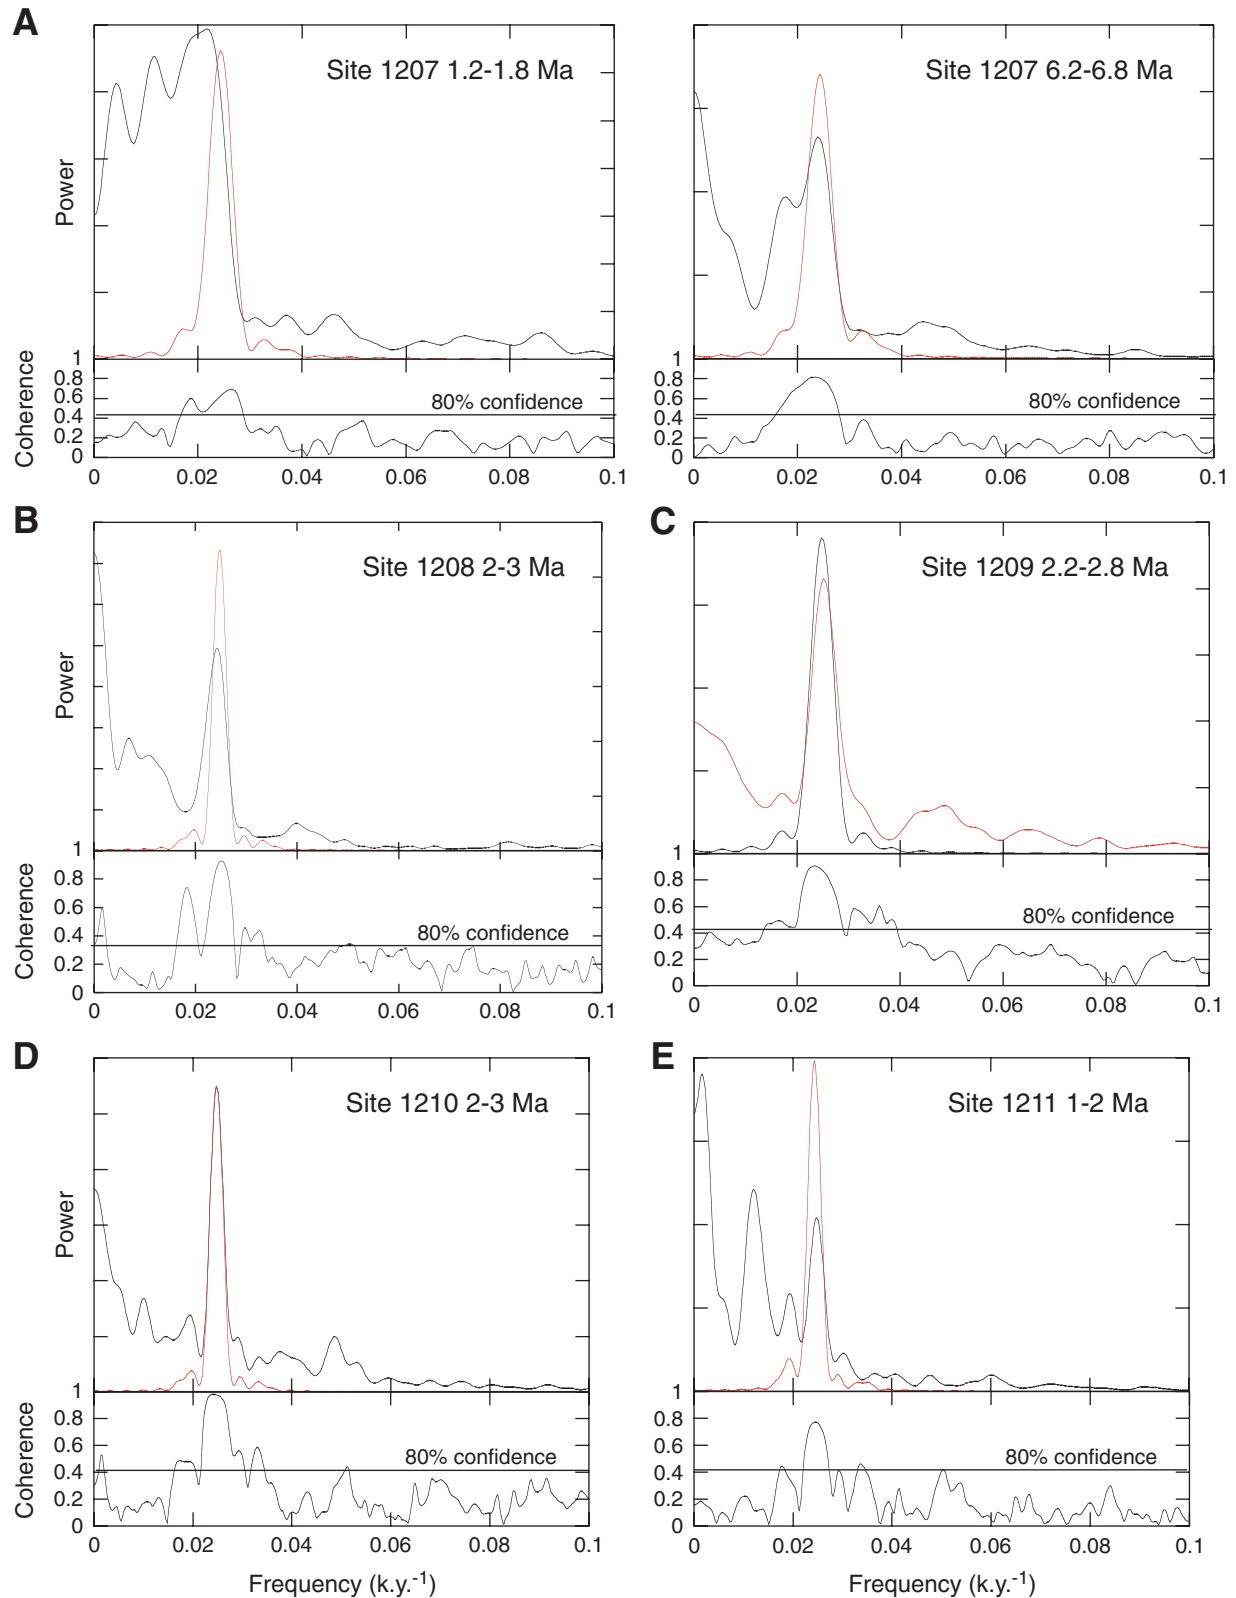 A
Site 1207 1.2-1.8 Ma
Power
1
0.8
0.6
0.4
0.2
0
Coherence
80% confidence
0 0.02 0.04 0.06 0.08 0.1
Site 1207 6.2-6.8 Ma
1
0.8
0.6
0.4
0.2
0
80% confidence
0 0.02 0.04 0.06 0.08 0.1
B
Site 1208 2-3 Ma
Power
1
0.8
0.6
0.4
0.2
0
Coherence
80% confidence
0 0.02 0.04 0.06 0.08 0.1
C
Site 1209 2.2-2.8 Ma
1
0.8
0.6
0.4
0.2
0
80% confidence
0 0.02 0.04 0.06 0.08 0.1
D
Site 1210 2-3 Ma
Power
1
0.8
0.6
0.4
0.2
0
Coherence
80% confidence
0 0.02 0.04 0.06 0.08 0.1
Frequency (k.y.-1)
E
Site 1211 1-2 Ma
1
0.8
0.6
0.4
0.2
0
80% confidence
0 0.02 0.04 0.06 0.08 0.1
Frequency (k.y.-1)